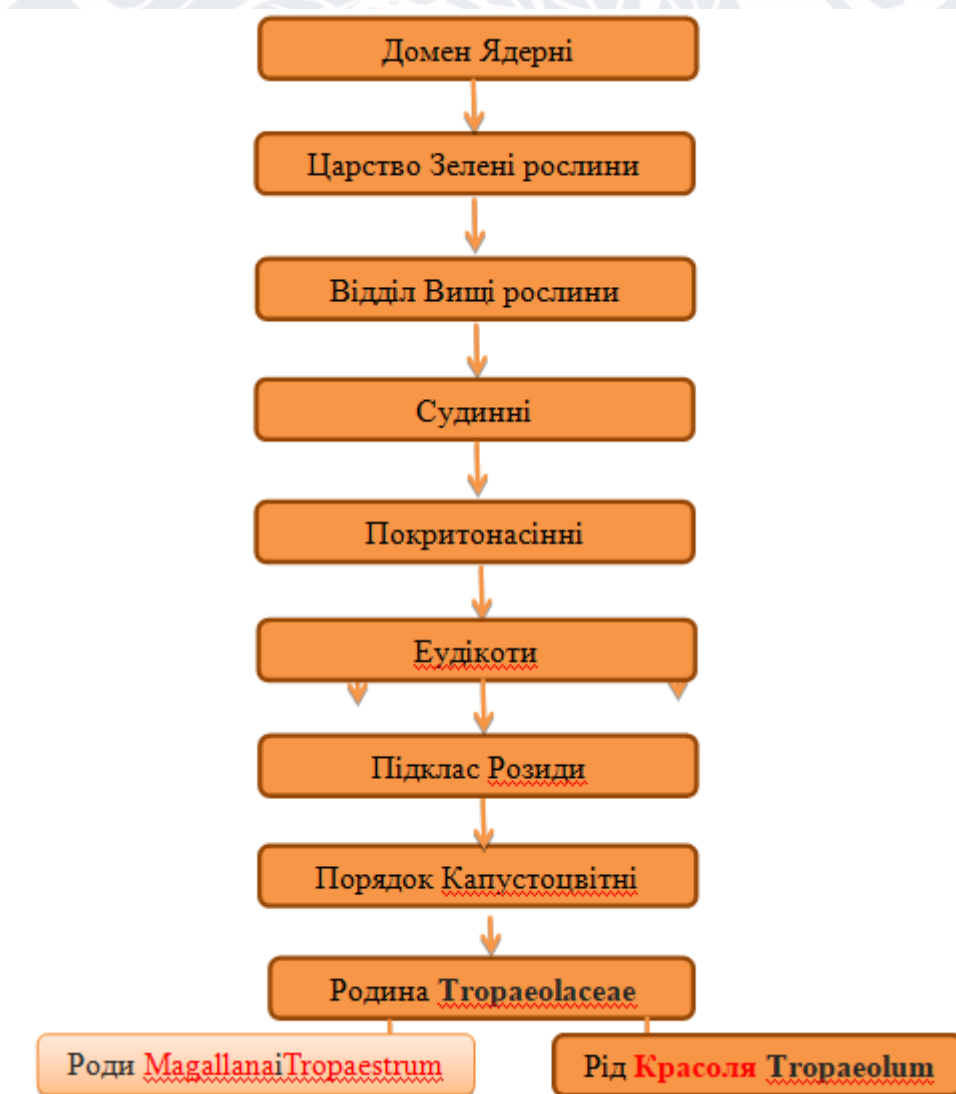 Домен Ядерні
Царство Зелені рослини
Відділ Вищі рослини
Судинні
Покритонасінні
Еудікоти
Підклас Розиди
Порядок Капустоцвітні
Родина Tropaeolaceae
Роди MagallanaiTropaestrum
Рід Красоля Tropaeolum